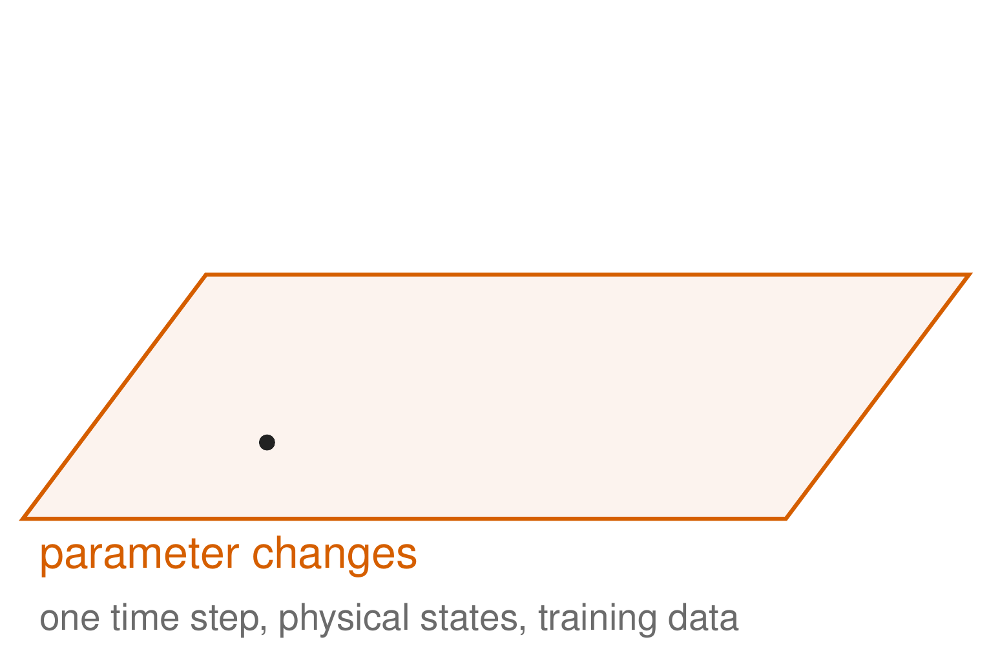 parameter changes
one time step, physical states, training data